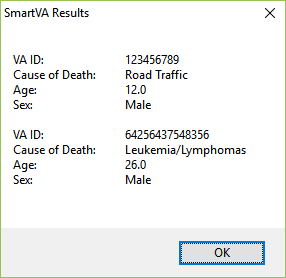 SmartVA Results
VA ID: 123456789
Cause of Death: Road Traffic
Age: 12.0
Sex: Male
VA ID: 64256437548356
Cause of Death: Leukemia/Lymphomas
Age: 26.0
Sex: Male
OK